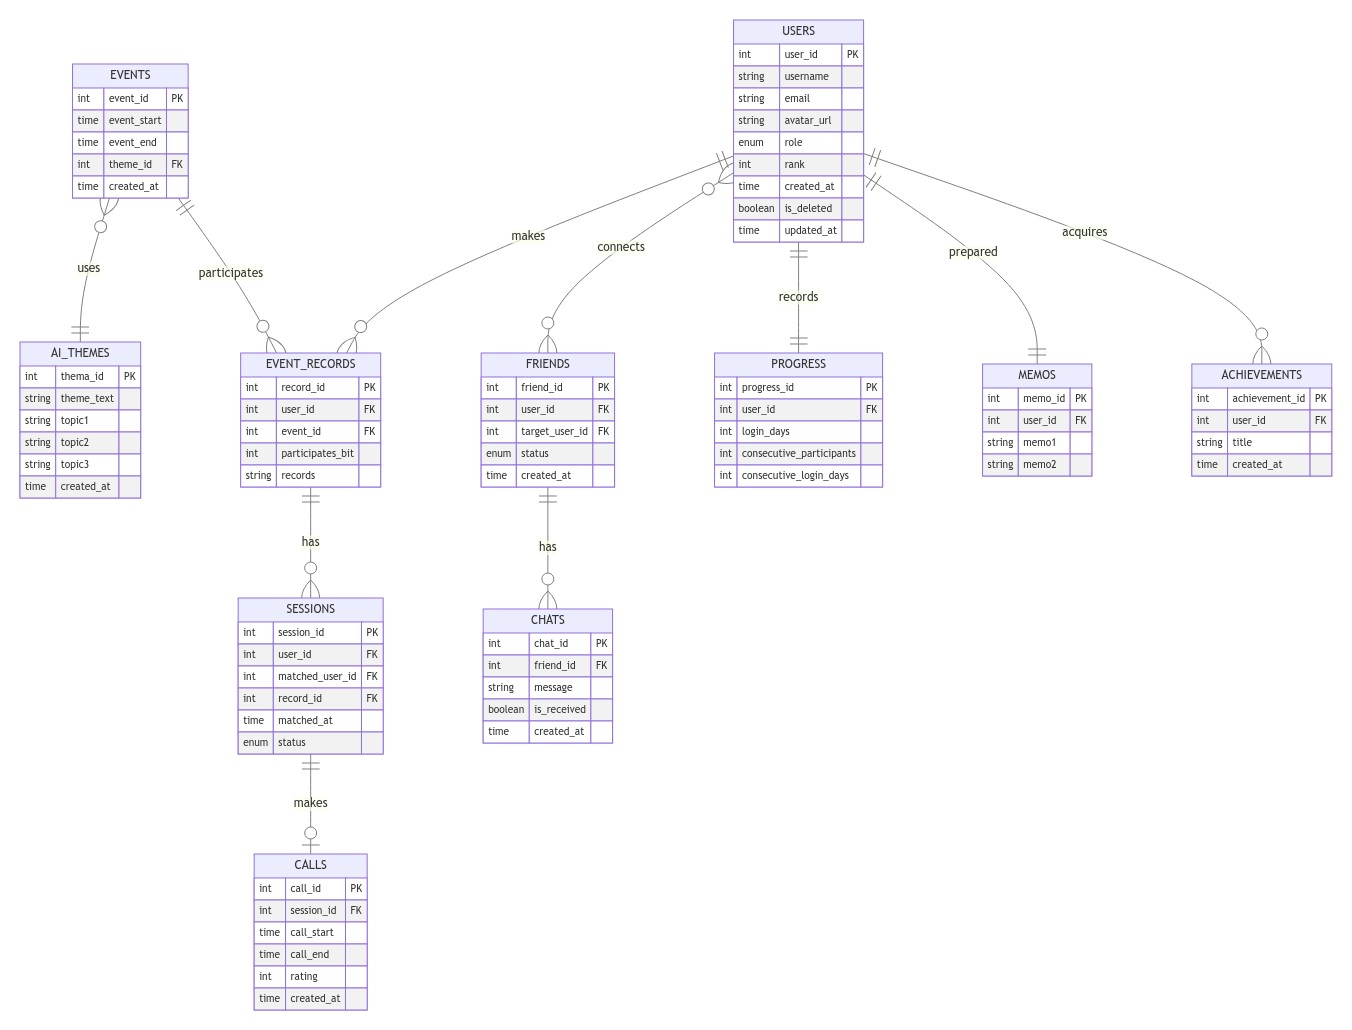 USERS
int user_id PK
string username
string email
string avatar_url
enum role
int rank
time created_at
boolean is_deleted
time updated_at
EVENTS
int event_id PK
time event_start
time event_end
int theme_id FK
time created_at
uses
participates
makes
connects
records
prepared
acquires
AI_THEMES
int thema_id PK
string theme_text
string topic1
string topic2
string topic3
time created_at
EVENT_RECORDS
int record_id PK
int user_id FK
int event_id FK
int participates_bit
string records
FRIENDS
int friend_id PK
int user_id FK
int target_user_id FK
enum status
time created_at
PROGRESS
int progress_id PK
int user_id FK
int login_days
int consecutive_participants
int consecutive_login_days
MEMOS
int memo_id PK
int user_id FK
string memo1
string memo2
ACHIEVEMENTS
int achievement_id PK
int user_id FK
string title
time created_at
has
has
SESSIONS
int session_id PK
int user_id FK
int matched_user_id FK
int record_id FK
time matched_at
enum status
CHATS
int chat_id PK
int friend_id FK
string message
boolean is_received
time created_at
makes
CALLS
int call_id PK
int session_id FK
time call_start
time call_end
int rating
time created_at